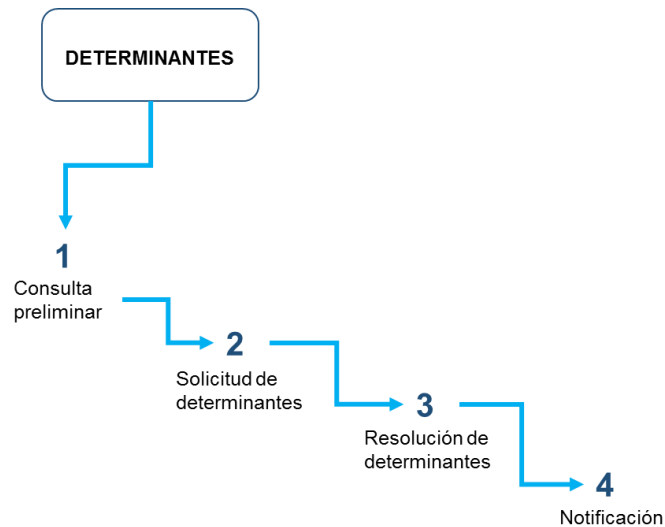 DETERMINANTES
1
Consulta
preliminar
2
Solicitud de
determinantes
3
Resolución de
determinantes
4
Notificación